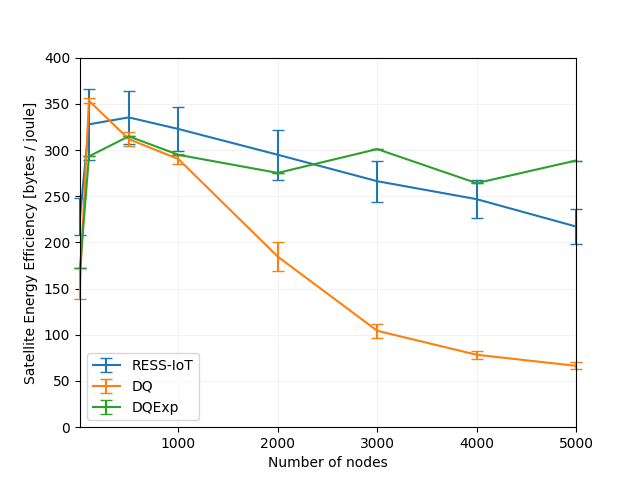 400
350
300
250
200
150
100
50
0
Satellite Energy Efficiency [bytes / joule]
RESS-IoT
DQ
DQExp
1000 2000 3000 4000 5000
Number of nodes